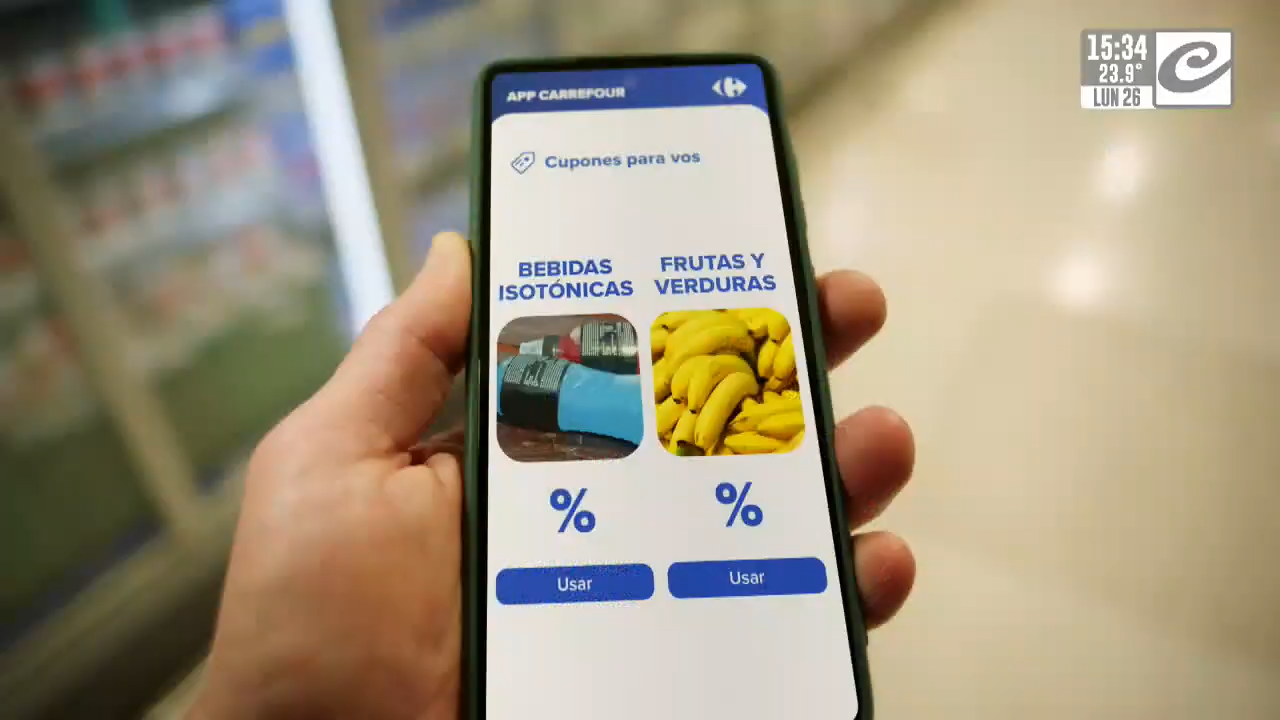 15:34
23.9°
LUN 26
APP CARREFOUR
Cupones para vos
BEBIDAS
ISOTÓNICAS
FRUTAS Y
VERDURAS
%
%
Usar
Usar